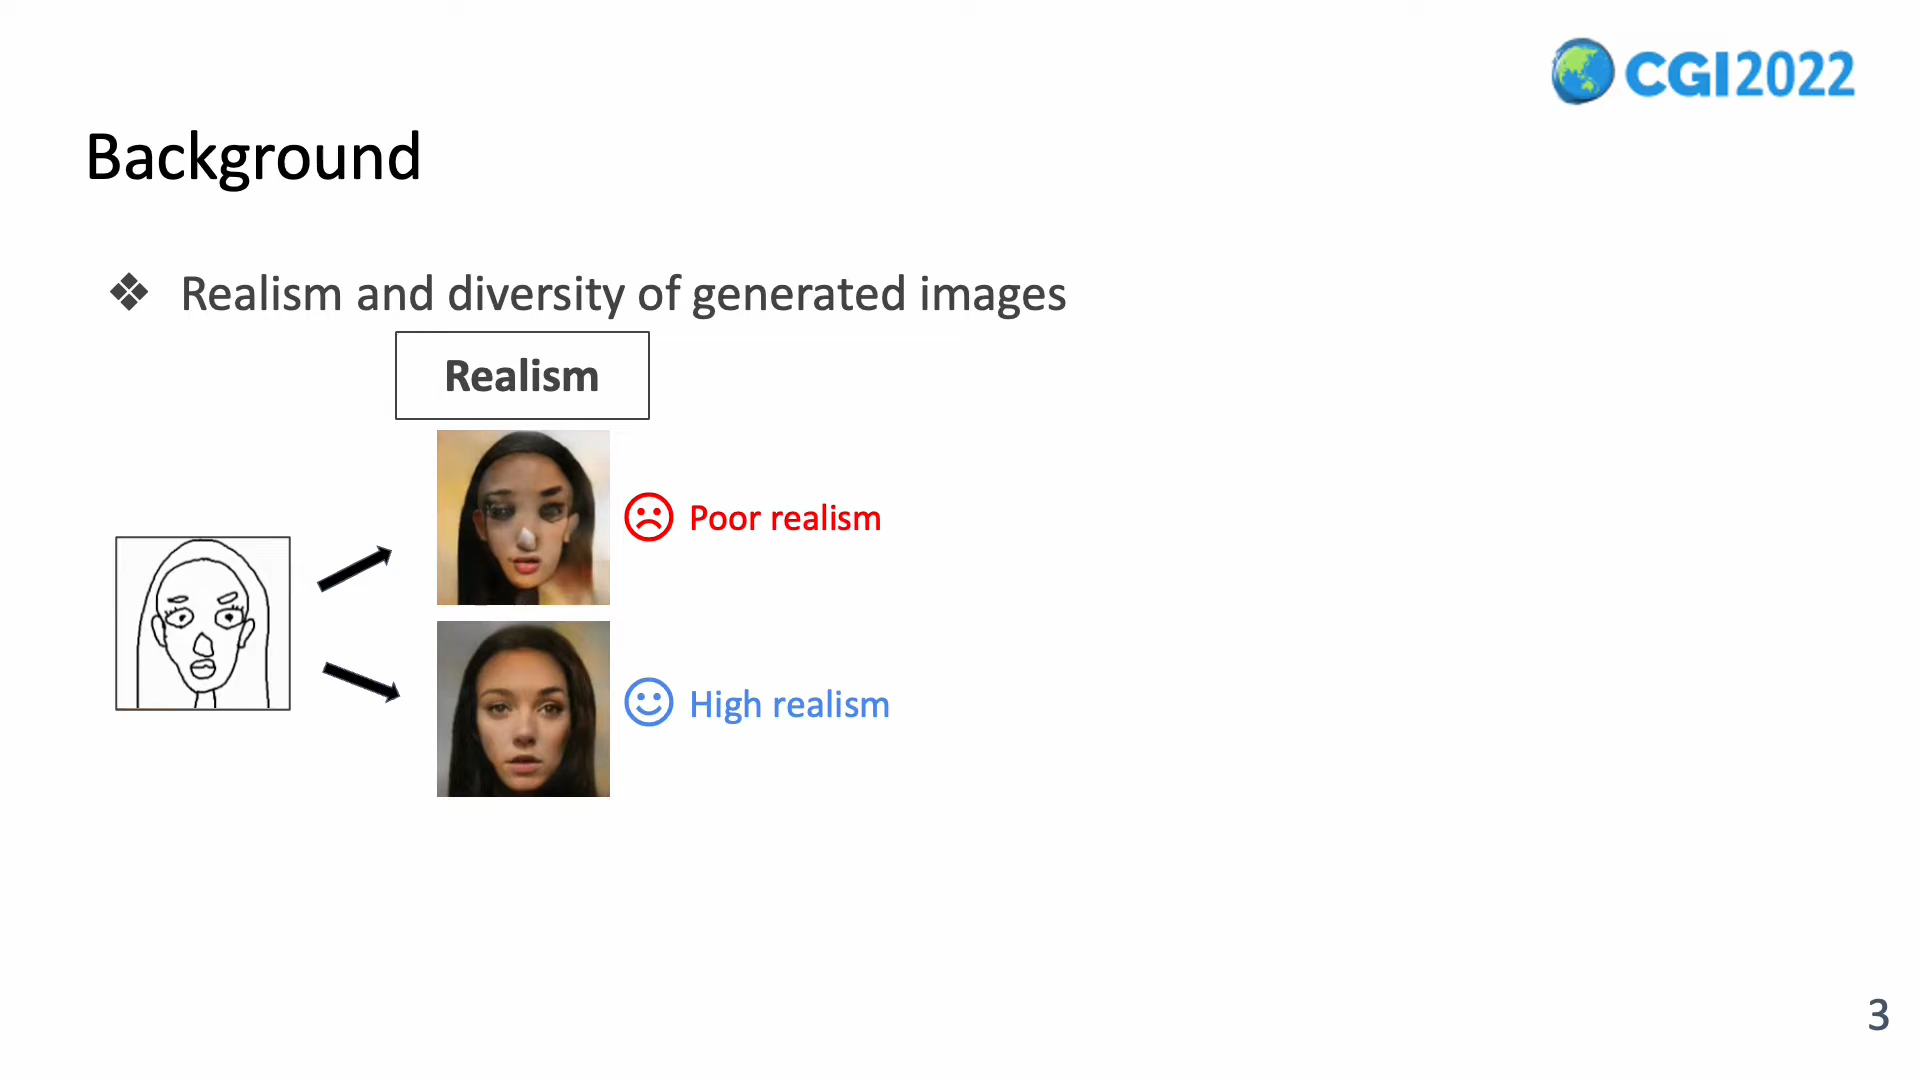 CGI2022
Background
❖ Realism and diversity of generated images
Realism
Poor realism
High realism
3